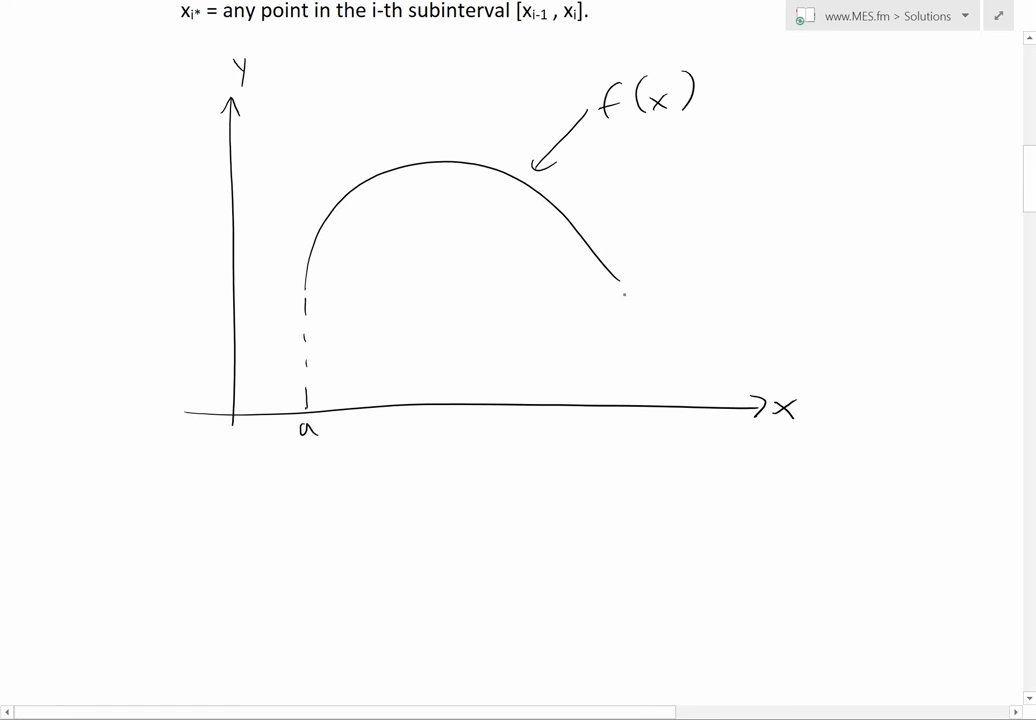 xi* = any point in the i-th subinterval [xi-1 , xi].
www.MES.fm > Solutions
y
f(x)
x
a